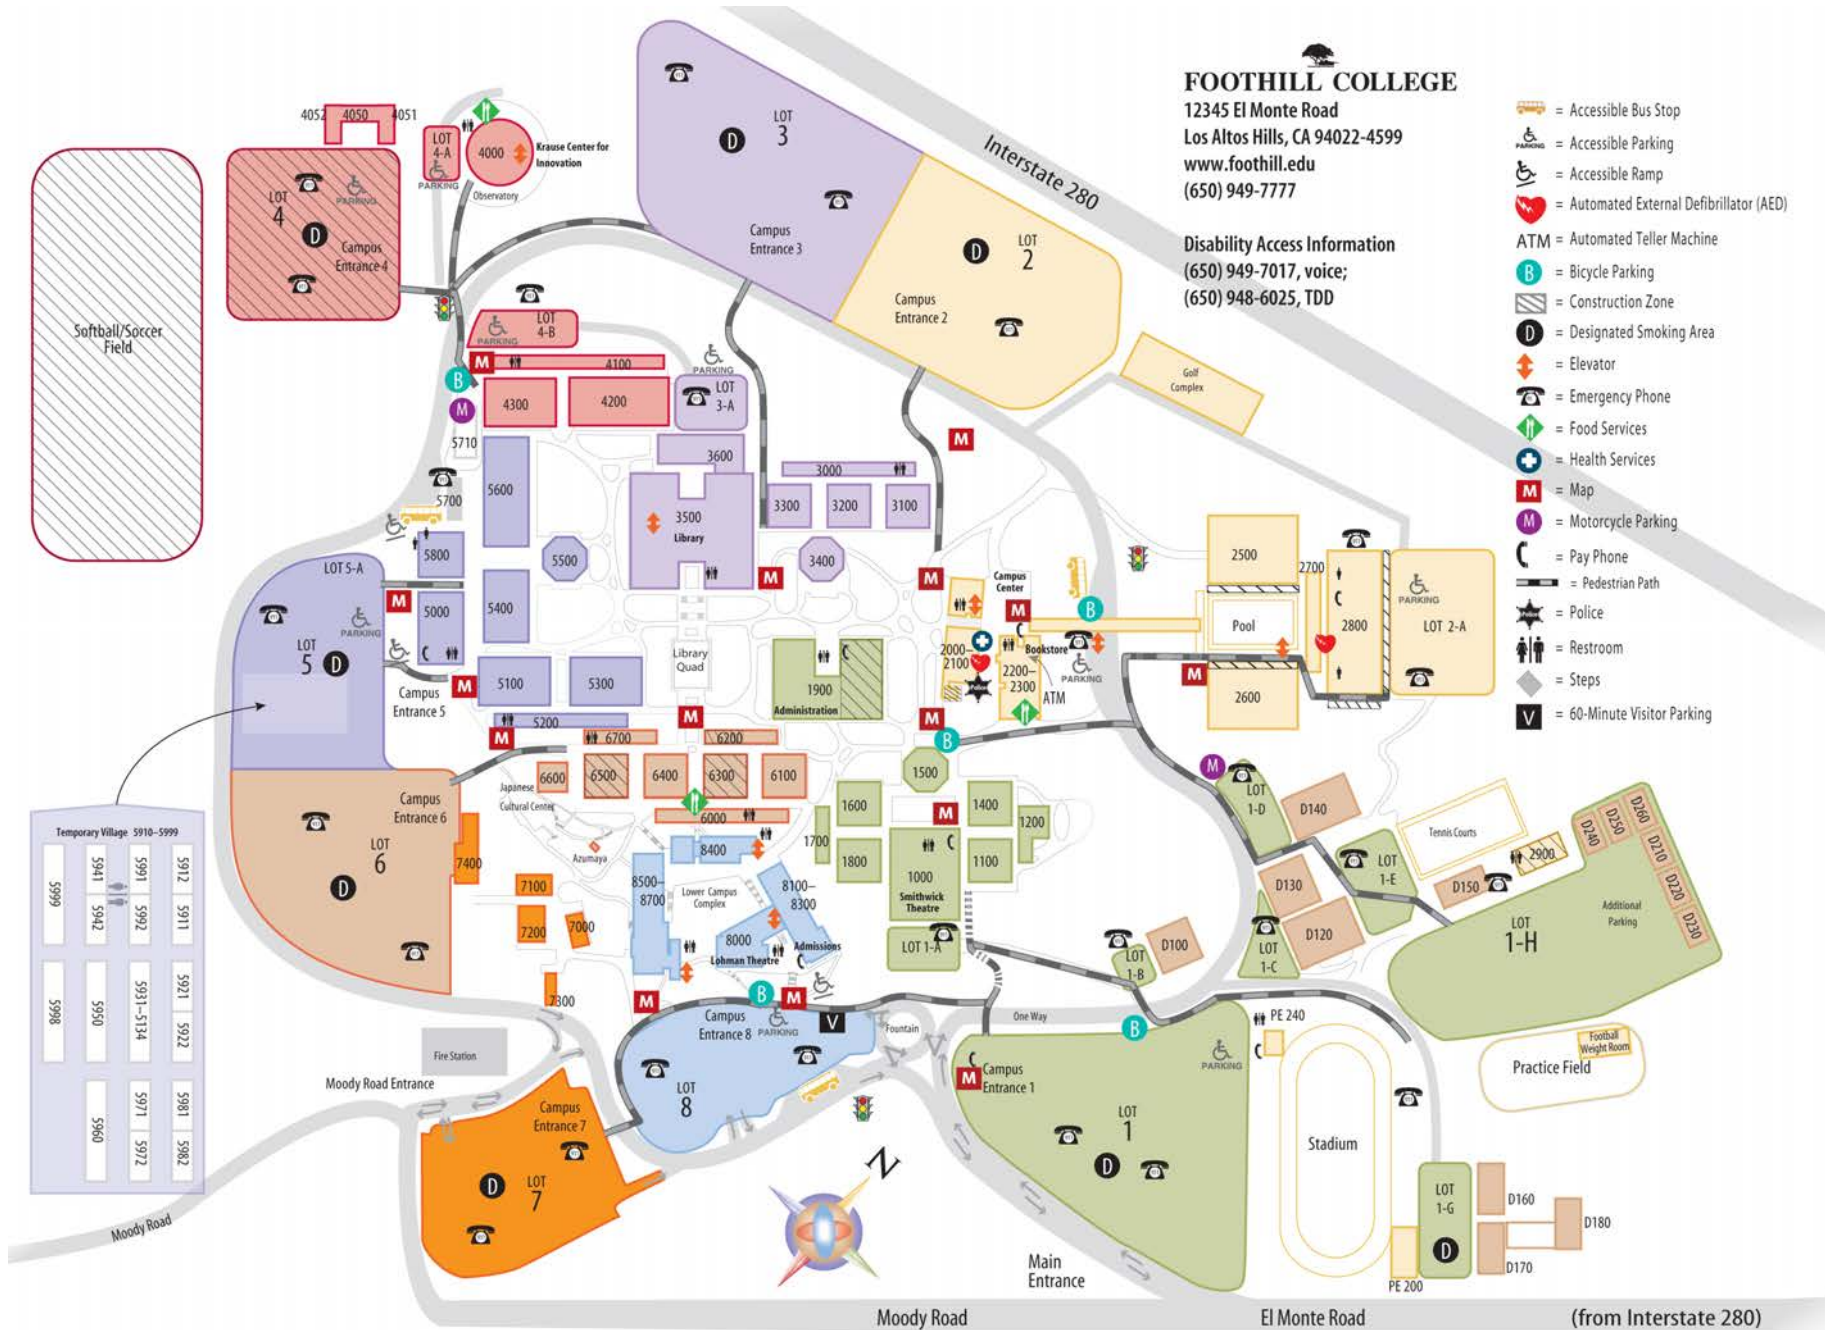 FOOTHILL COLLEGE
12345 El Monte Road
Los Altos Hills, CA 94022-4599
www.foothill.edu
(650) 949-7777
Disability Access Information
(650) 949-7017, voice;
(650) 948-6025, TDD
= Accessible Bus Stop
PARKING = Accessible Parking
= Accessible Ramp
= Automated External Defibrillator (AED)
ATM = Automated Teller Machine
B = Bicycle Parking
= Construction Zone
D = Designated Smoking Area
= Elevator
= Emergency Phone
= Food Services
= Health Services
M = Map
M = Motorcycle Parking
= Pay Phone
= Pedestrian Path
Police = Police
= Restroom
= Steps
V = 60-Minute Visitor Parking
Interstate 280
4052
4050
4051
LOT
4-A
PARKING
4000
Krause Center for
Innovation
Observatory
LOT
4
D
PARKING
Campus
Entrance 4
Softball/Soccer
Field
LOT
3
D
Campus
Entrance 3
LOT
2
D
Campus
Entrance 2
Golf
Complex
LOT
4-B
PARKING
M
4100
B
M
4300
4200
PARKING
LOT
3-A
5710
5700
5600
3600
3500
Library
3000
3300
3200
3100
M
3400
M
M
5800
5500
5400
5000
M
LOT 5-A
PARKING
LOT
5
D
Campus
Entrance 5
M
5100
5300
5200
M
Library
Quad
M
1900
Administration
Campus
Center
M
B
Bookstore
PARKING
2000–
2100
Police
2200–
2300
ATM
M
B
2500
2700
Pool
2800
2600
M
PARKING
LOT 2-A
6700
6200
6600
6500
6400
6300
6100
6000
Japanese
Cultural Center
Azumaya
Campus
Entrance 6
LOT
6
D
7400
7100
7200
7000
7300
8400
8500–
8700
Lower Campus
Complex
8100–
8300
8000
Lohman Theatre
Admissions
1500
1600
1400
M
1700
1200
1800
1100
1000
Smithwick
Theatre
LOT 1-A
M
LOT
1-D
D140
Tennis Courts
LOT
1-E
D130
D120
LOT
1-C
D150
2900
D240
D250
D260
D210
D220
D230
Additional
Parking
LOT
1-H
D100
LOT
1-B
Temporary Village 5910–5999
5999
5941
5991
5912
5942
5992
5911
5998
5950
5931–5134
5921
5922
5960
5971
5981
5972
5982
M
B
M
Campus
Entrance 8
PARKING
V
LOT
8
Fountain
One Way
B
Fire Station
Moody Road Entrance
Campus
Entrance 7
LOT
7
D
M
Campus
Entrance 1
PARKING
LOT
1
D
PE 240
Stadium
Football
Weight Room
Practice Field
LOT
1-G
D
D160
D180
D170
PE 200
N
Main
Entrance
Moody Road
Moody Road
El Monte Road
(from Interstate 280)